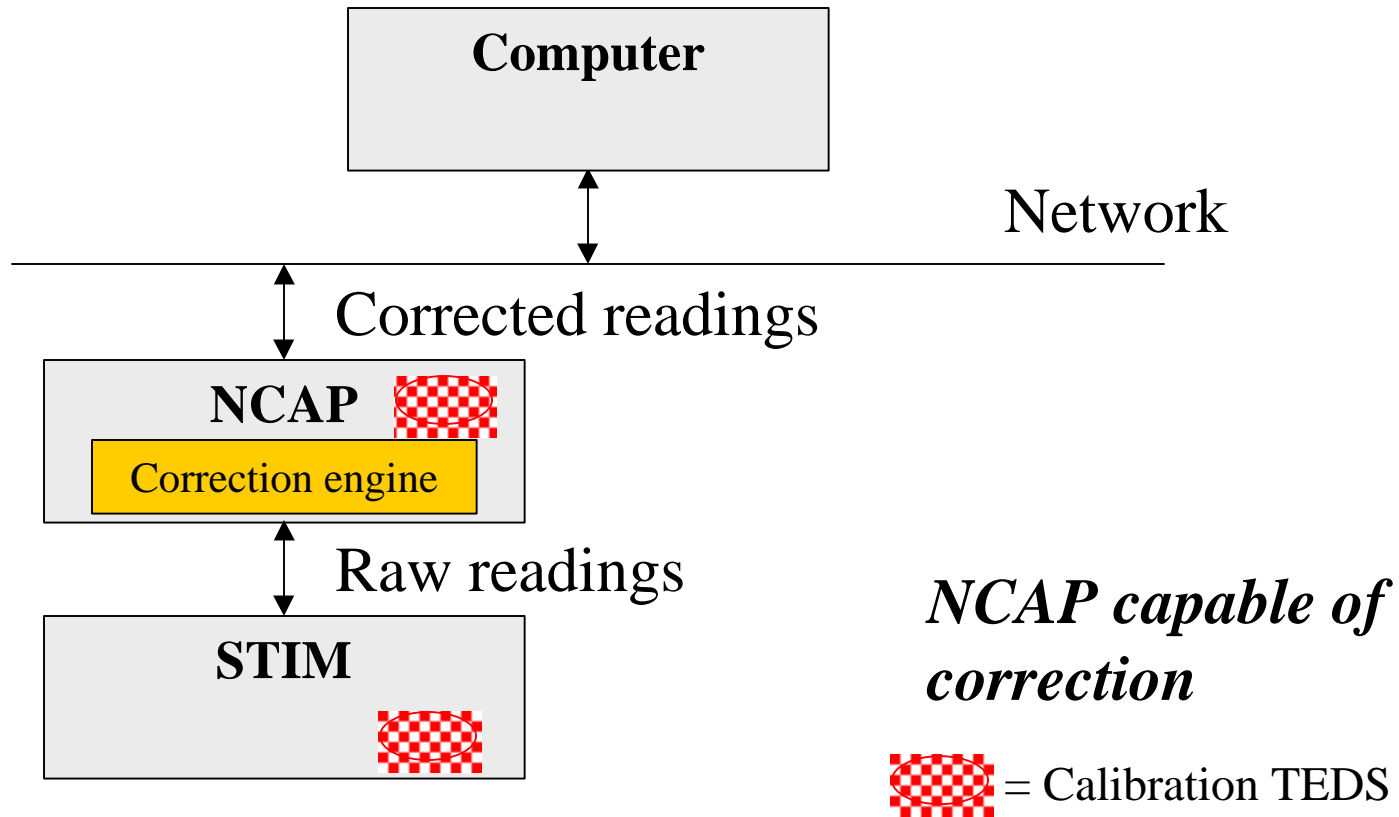 Computer
Network
Corrected readings
NCAP
Correction engine
Raw readings
STIM
NCAP capable of
correction
= Calibration TEDS